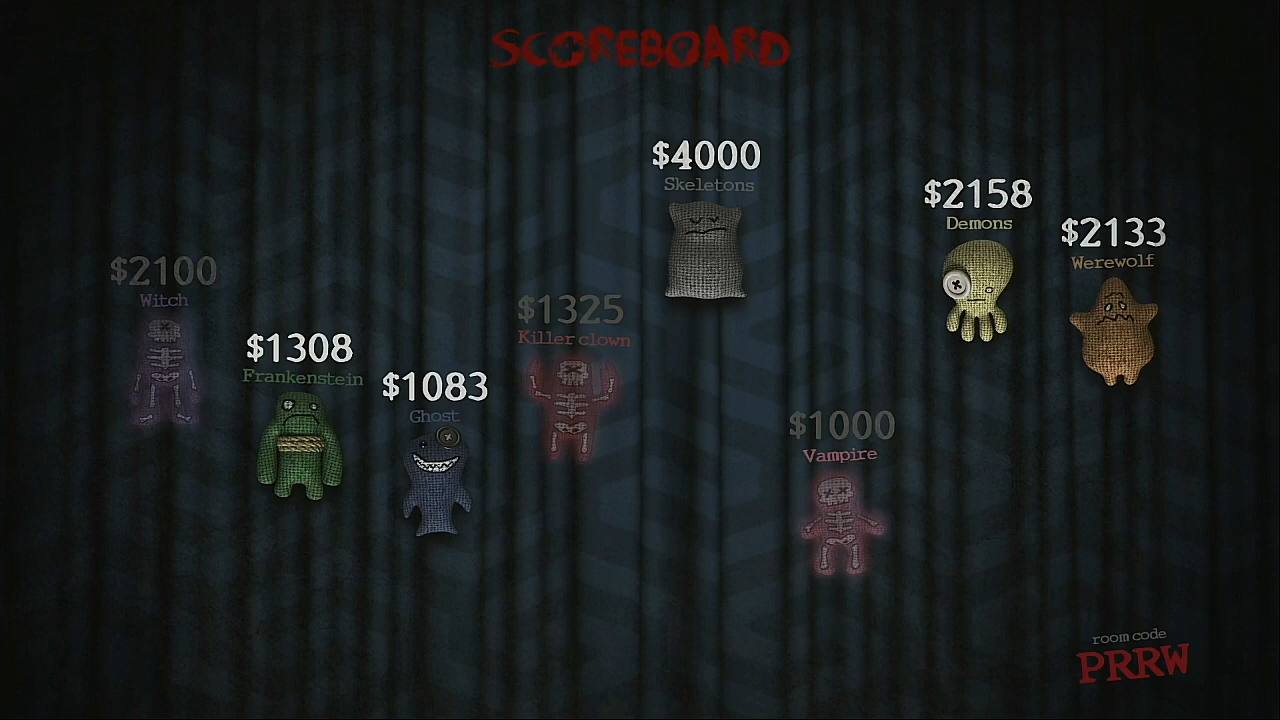 SCOREBOARD
$4000
Skeletons
$2158
Demons
$2133
Werewolf
$2100
Witch
$1325
Killer clown
$1308
Frankenstein
$1083
Ghost
$1000
Vampire
room code
PRRW